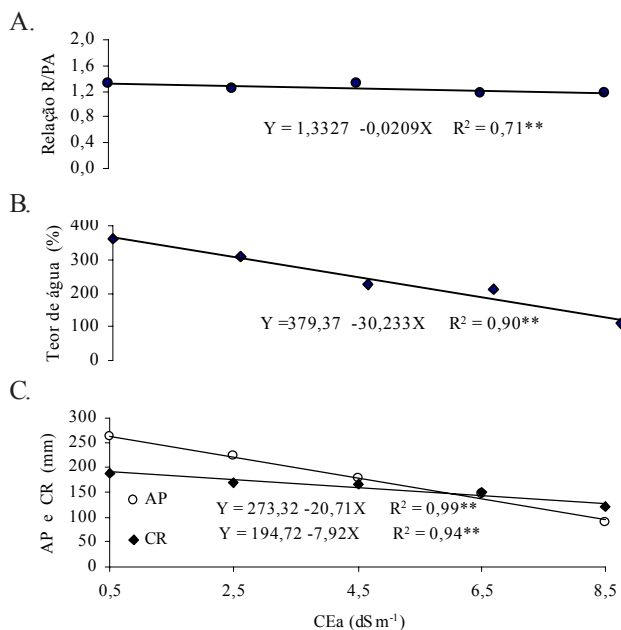 A.
Relação R/PA
2,0
1,6
1,2
0,8
0,4
0,0
Y = 1,3327 -0,0209X R² = 0,71**
B.
Teor de água (%)
400
300
200
100
0
Y =379,37 -30,233X R² = 0,90**
C.
AP e CR (mm)
300
250
200
150
100
50
0
AP
CR
Y = 273,32 -20,71X R² = 0,99**
Y = 194,72 -7,92X R² = 0,94**
0,5 2,5 4,5 6,5 8,5
CEa (dS m⁻¹)